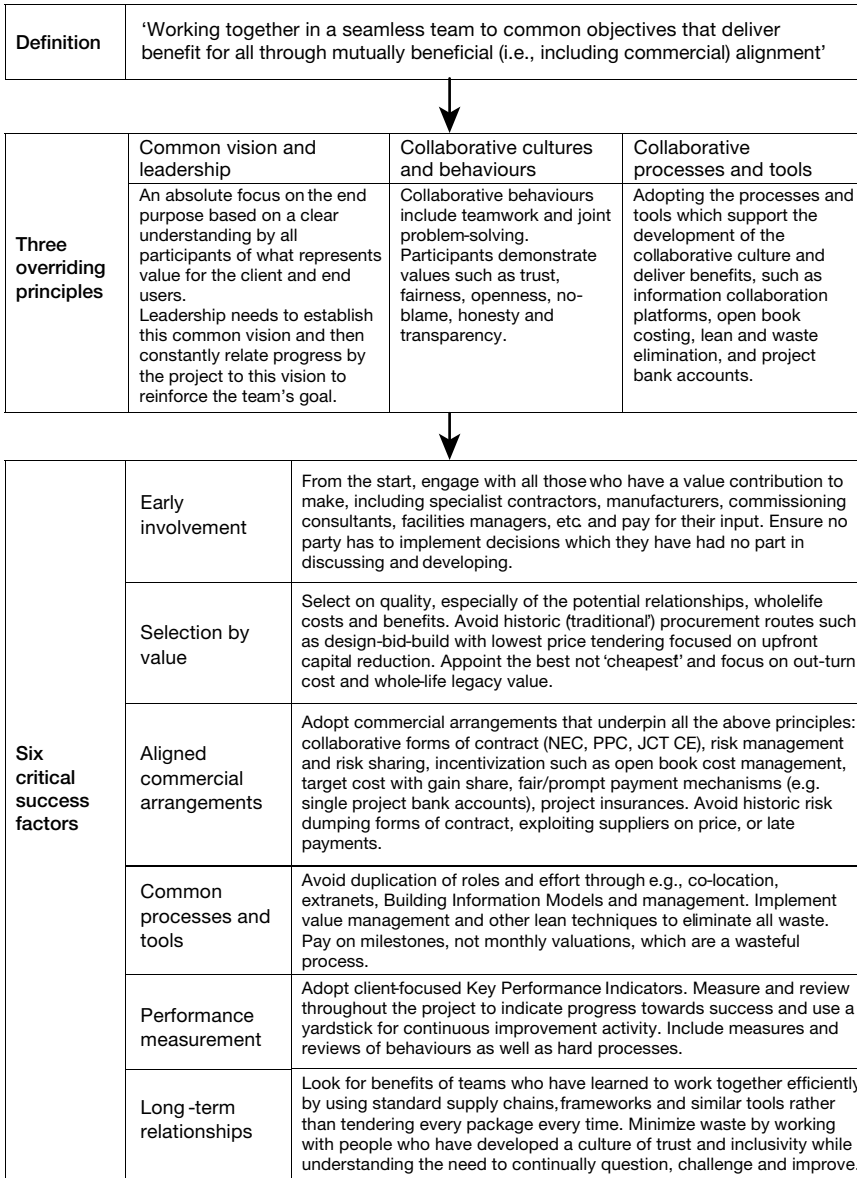 Definition
‘Working together in a seamless team to common objectives that deliver
benefit for all through mutually beneficial (i.e., including commercial) alignment’
Three
overriding
principles
Common vision and
leadership
An absolute focus on the end
purpose based on a clear
understanding by all
participants of what represents
value for the client and end
users.
Leadership needs to establish
this common vision and then
constantly relate progress by
the project to this vision to
reinforce the team’s goal.
Collaborative cultures
and behaviours
Collaborative behaviours
include teamwork and joint
problem-solving.
Participants demonstrate
values such as trust,
fairness, openness, no-
blame, honesty and
transparency.
Collaborative
processes and tools
Adopting the processes and
tools which support the
development of the
collaborative culture and
deliver benefits, such as
information collaboration
platforms, open book
costing, lean and waste
elimination, and project
bank accounts.
Six
critical
success
factors
Early
involvement
From the start, engage with all those who have a value contribution to
make, including specialist contractors, manufacturers, commissioning
consultants, facilities managers, etc. and pay for their input. Ensure no
party has to implement decisions which they have had no part in
discussing and developing.
Selection by
value
Select on quality, especially of the potential relationships, wholelife
costs and benefits. Avoid historic (‘traditional’) procurement routes such
as design-bid-build with lowest price tendering focused on upfront
capital reduction. Appoint the best not ‘cheapest’ and focus on out-turn
cost and whole-life legacy value.
Aligned
commercial
arrangements
Adopt commercial arrangements that underpin all the above principles:
collaborative forms of contract (NEC, PPC, JCT CE), risk management
and risk sharing, incentivization such as open book cost management,
target cost with gain share, fair/prompt payment mechanisms (e.g.
single project bank accounts), project insurances. Avoid historic risk
dumping forms of contract, exploiting suppliers on price, or late
payments.
Common
processes and
tools
Avoid duplication of roles and effort through e.g., co-location,
extranets, Building Information Models and management. Implement
value management and other lean techniques to eliminate all waste.
Pay on milestones, not monthly valuations, which are a wasteful
process.
Performance
measurement
Adopt client-focused Key Performance Indicators. Measure and review
throughout the project to indicate progress towards success and use a
yardstick for continuous improvement activity. Include measures and
reviews of behaviours as well as hard processes.
Long-term
relationships
Look for benefits of teams who have learned to work together efficiently
by using standard supply chains, frameworks and similar tools rather
than tendering every package every time. Minimize waste by working
with people who have developed a culture of trust and inclusivity while
understanding the need to continually question, challenge and improve.